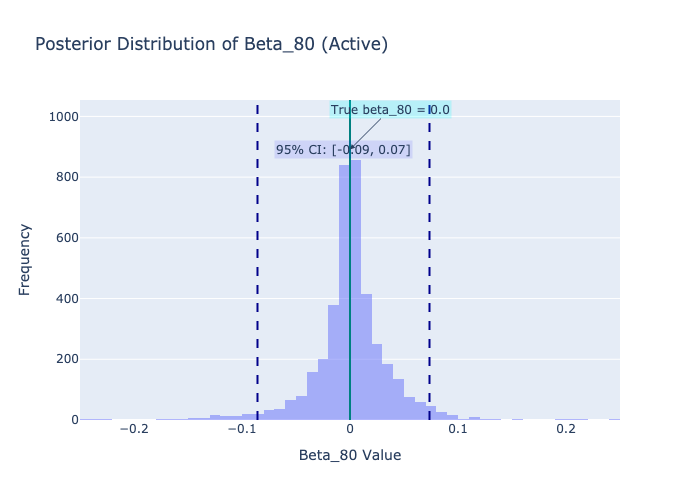 Posterior Distribution of Beta_80 (Active)
True beta_80 = 0.0
95% CI: [-0.09, 0.07]
1000
800
600
400
200
0
Frequency
−0.2
−0.1
0
0.1
0.2
Beta_80 Value